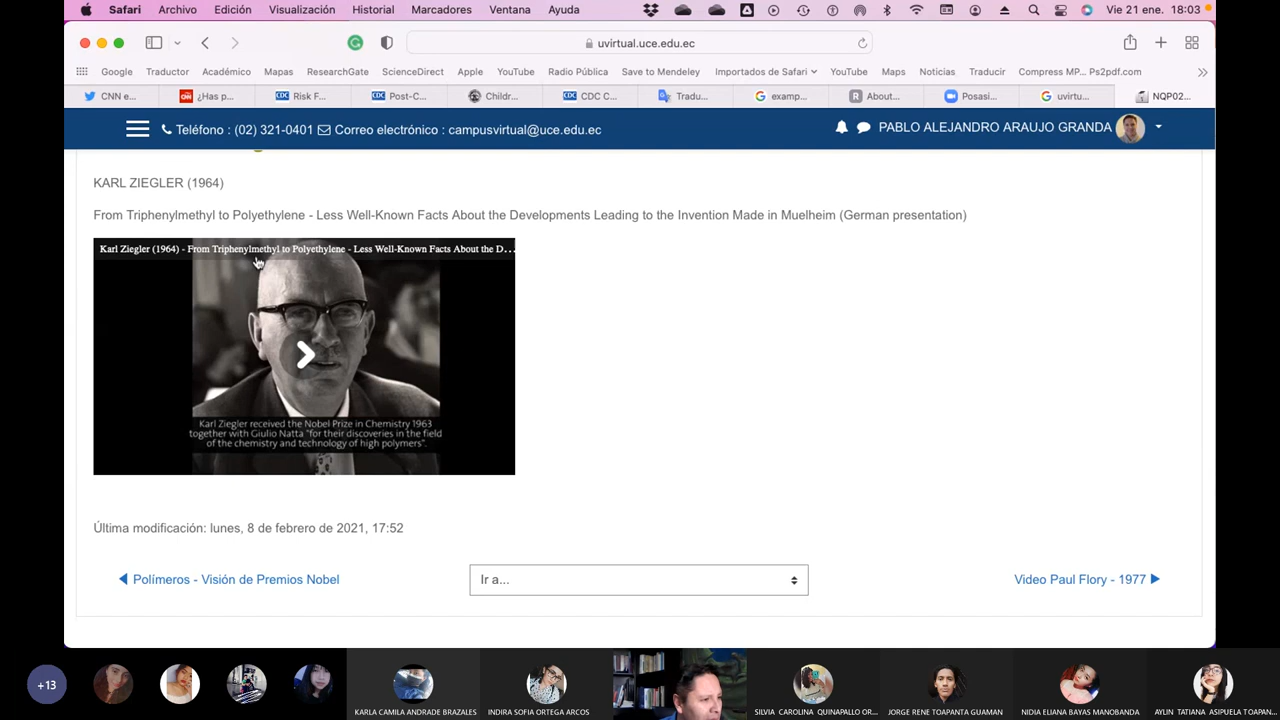 Safari Archivo Edición Visualización Historial Marcadores Ventana Ayuda Vie 21 ene. 18:03
uvirtual.uce.edu.ec
Google Traductor Académico Mapas ResearchGate ScienceDirect Apple YouTube Radio Pública Save to Mendeley Importados de Safari YouTube Maps Noticias Traducir Compress MP... Ps2pdf.com
CNN e... ¿Has p... Risk F... Post-C... Childr... CDC C... Tradu... examp... About... Posasi... uvirtu... NQP02...
Teléfono : (02) 321-0401 Correo electrónico : campusvirtual@uce.edu.ec PABLO ALEJANDRO ARAUJO GRANDA
KARL ZIEGLER (1964)
From Triphenylmethyl to Polyethylene - Less Well-Known Facts About the Developments Leading to the Invention Made in Muelheim (German presentation)
Karl Ziegler (1964) - From Triphenylmethyl to Polyethylene - Less Well-Known Facts About the D...
Karl Ziegler received the Nobel Prize in Chemistry 1963
together with Giulio Natta "for their discoveries in the field
of the chemistry and technology of high polymers".
Última modificación: lunes, 8 de febrero de 2021, 17:52
Polímeros - Visión de Premios Nobel Ir a... Video Paul Flory - 1977
+13
KARLA CAMILA ANDRADE BRAZALES INDIRA SOFIA ORTEGA ARCOS SILVIA CAROLINA QUINAPALLO OR... JORGE RENE TOAPANTA GUAMAN NIDIA ELIANA BAYAS MANOBANDA AYLIN TATIANA ASIPUELA TOAPAN...